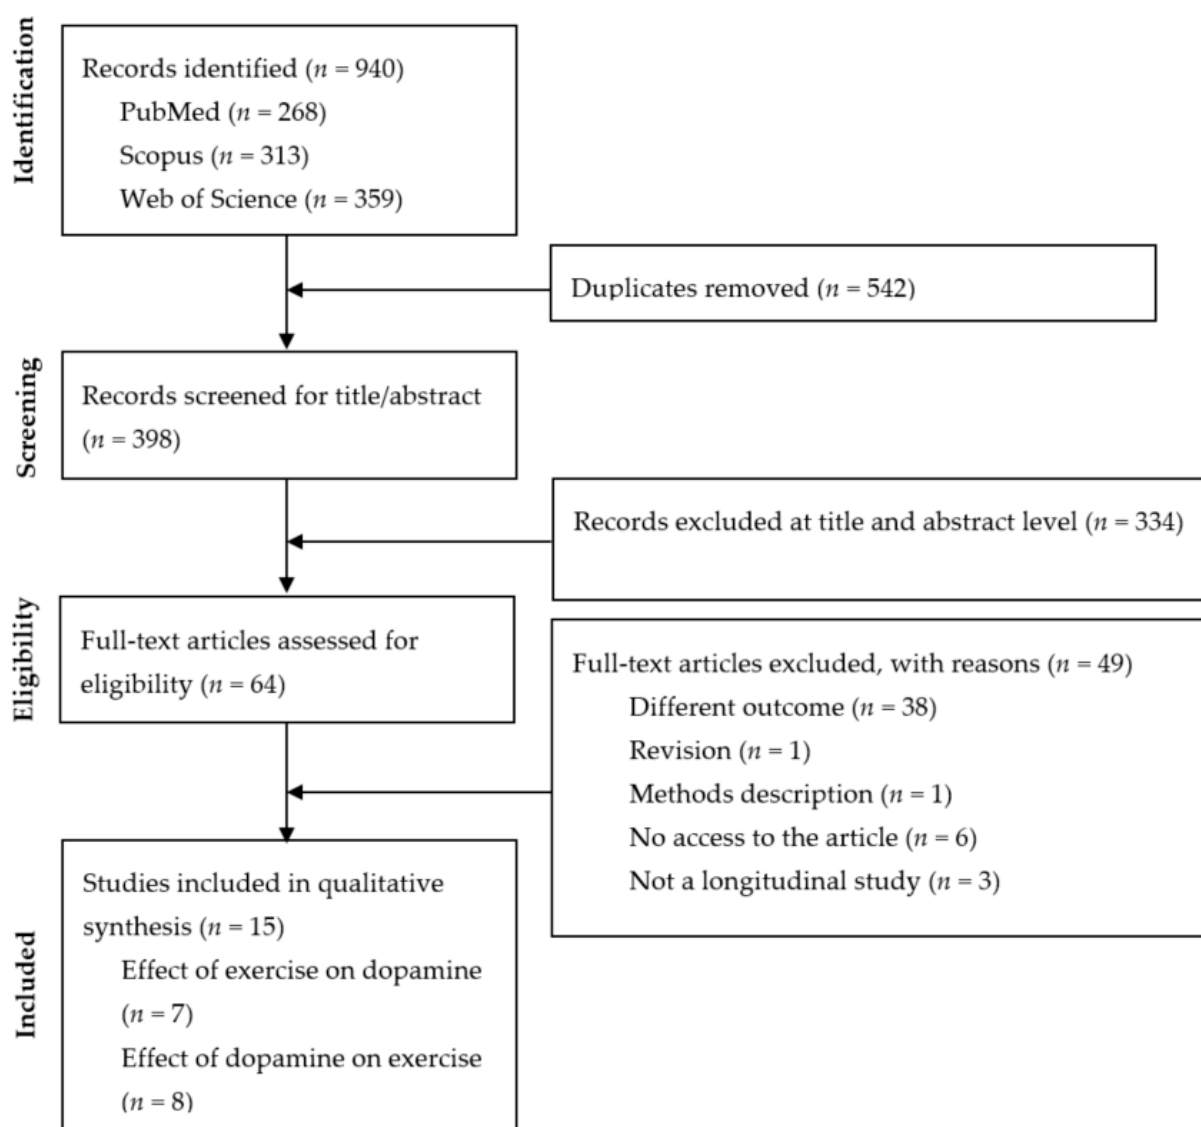 Identification
Records identified (n = 940)
PubMed (n = 268)
Scopus (n = 313)
Web of Science (n = 359)
Duplicates removed (n = 542)
Screening
Records screened for title/abstract
(n = 398)
Records excluded at title and abstract level (n = 334)
Eligibility
Full-text articles assessed for
eligibility (n = 64)
Full-text articles excluded, with reasons (n = 49)
Different outcome (n = 38)
Revision (n = 1)
Methods description (n = 1)
No access to the article (n = 6)
Not a longitudinal study (n = 3)
Included
Studies included in qualitative
synthesis (n = 15)
Effect of exercise on dopamine
(n = 7)
Effect of dopamine on exercise
(n = 8)